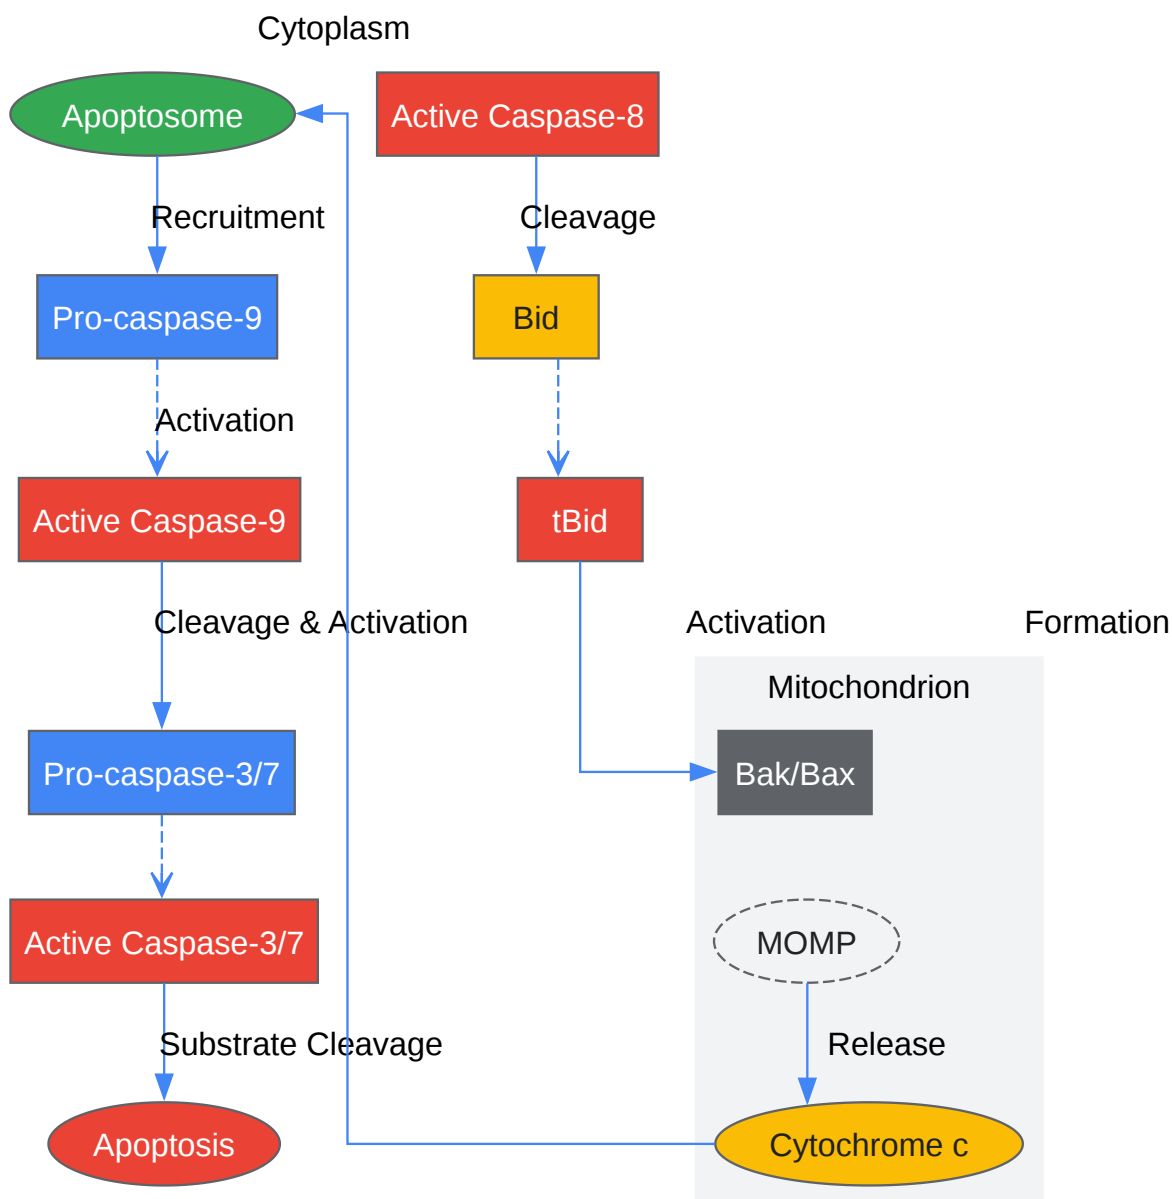 Cytoplasm
Apoptosome
Active Caspase-8
Recruitment
Cleavage
Pro-caspase-9
Bid
Activation
Active Caspase-9
tBid
Cleavage & Activation
Activation
Formation
Mitochondrion
Pro-caspase-3/7
Bak/Bax
Active Caspase-3/7
MOMP
Substrate Cleavage
Release
Apoptosis
Cytochrome c